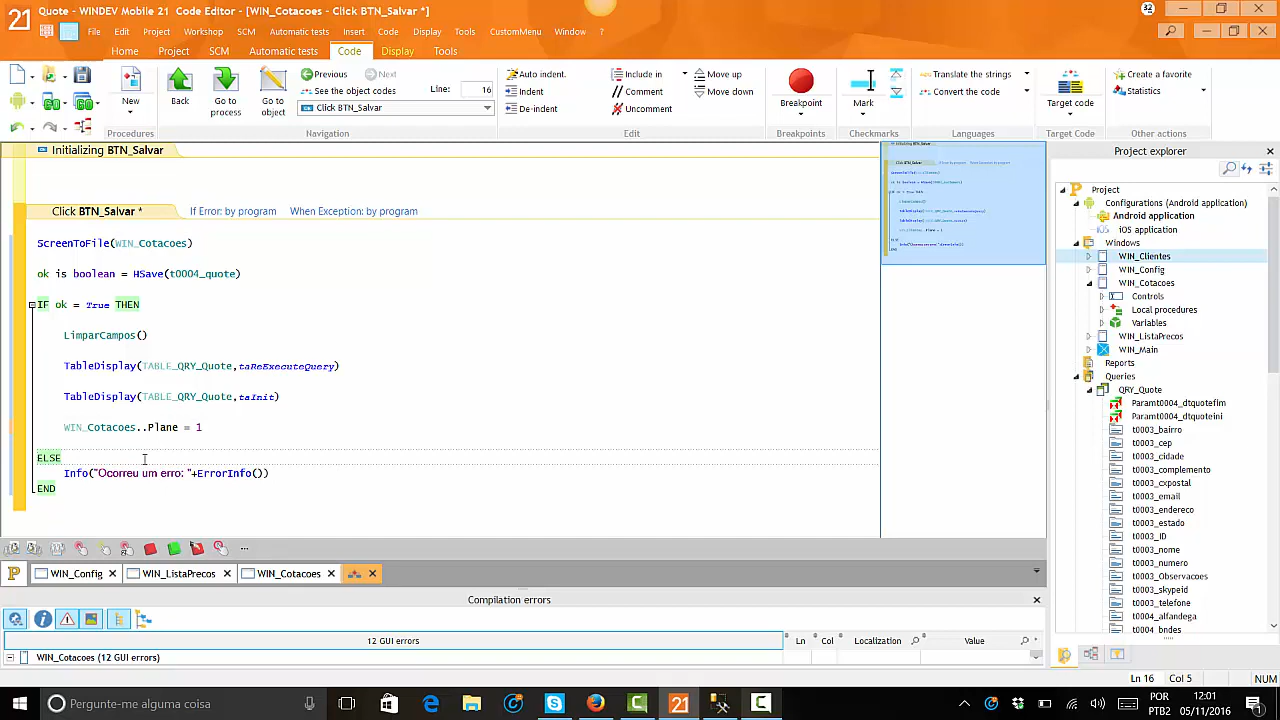 21 Quote - WINDEV Mobile 21 Code Editor - [WIN_Cotacoes - Click BTN_Salvar *] 32
File Edit Project Workshop SCM Automatic tests Insert Code Display Tools CustomMenu Window ?
Home Project SCM Automatic tests Code Display Tools
New
Procedures
Back
Go to process
Go to object
Previous Next
See the 0 objects
Line: 16
Click BTN_Salvar
Navigation
Auto indent.
Indent
De-indent
Include in
Comment
Uncomment
Move up
Move down
Edit
Breakpoint
Breakpoints
Mark
Checkmarks
Translate the strings
Convert the code
Languages
Target code
Target Code
Create a favorite
Statistics
Other actions
Initializing BTN_Salvar
Click BTN_Salvar * If Error: by program When Exception: by program
ScreenToFile(WIN_Cotacoes)
ok is boolean = HSave(t0004_quote)
IF ok = True THEN
LimparCampos()
TableDisplay(TABLE_QRY_Quote,taReExecuteQuery)
TableDisplay(TABLE_QRY_Quote,taInit)
WIN_Cotacoes..Plane = 1
ELSE
Info("Ocorreu um erro: "+ErrorInfo())
END
Project explorer
Project
Configurations (Android application)
Android application
iOS application
Windows
WIN_Clientes
WIN_Config
WIN_Cotacoes
Controls
Local procedures
Variables
WIN_ListaPrecos
WIN_Main
Reports
Queries
QRY_Quote
Paramt0004_dtquotefim
Paramt0004_dtquoteini
t0003_bairro
t0003_cep
t0003_cidade
t0003_complemento
t0003_cxpostal
t0003_email
t0003_endereco
t0003_estado
t0003_ID
t0003_nome
t0003_numero
t0003_Observacoes
t0003_skypeid
t0003_telefone
t0004_alfandega
t0004_bndes
WIN_Config WIN_ListaPrecos WIN_Cotacoes
Compilation errors
12 GUI errors Ln Col Localization Value
WIN_Cotacoes (12 GUI errors)
Ln 16 Col 5 NUM
Pergunte-me alguma coisa
21
POR
PTB2
12:01
05/11/2016